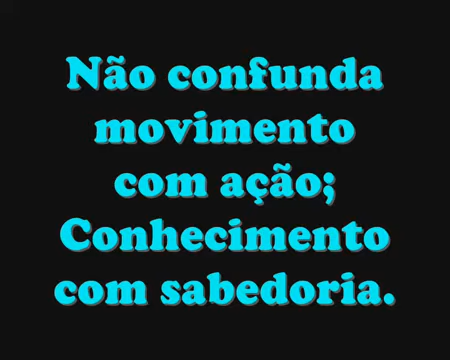 Não confunda
movimento
com ação;
Conhecimento
com sabedoria.